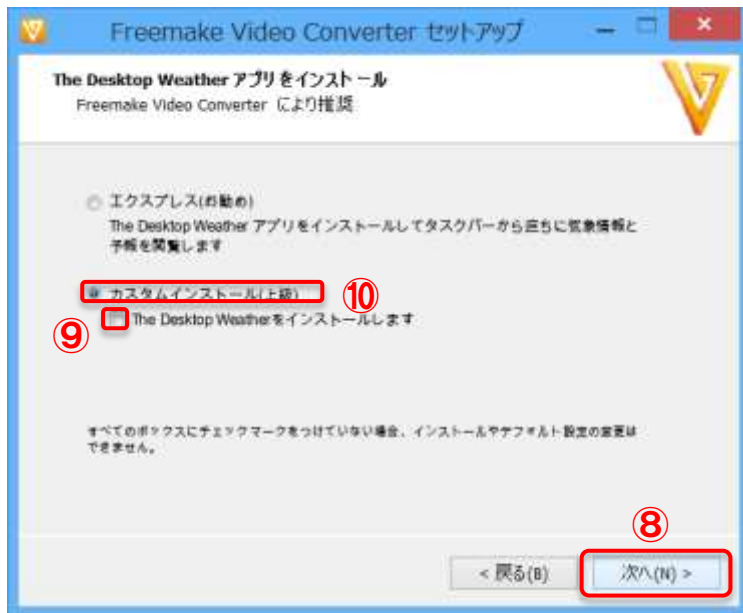 Freemake Video Converter セットアップ
The Desktop Weather アプリをインストール
Freemake Video Converter により推奨
エクスプレス(お勧め)
The Desktop Weather アプリをインストールしてタスクバーから直ちに気象情報と
予報を閲覧します
カスタムインストール(上級)
⑩
⑨
The Desktop Weatherをインストールします
すべてのボックスにチェックマークをつけていない場合、インストールやデフォルト設定の変更は
できません。
⑧
< 戻る(B)
次へ(N) >